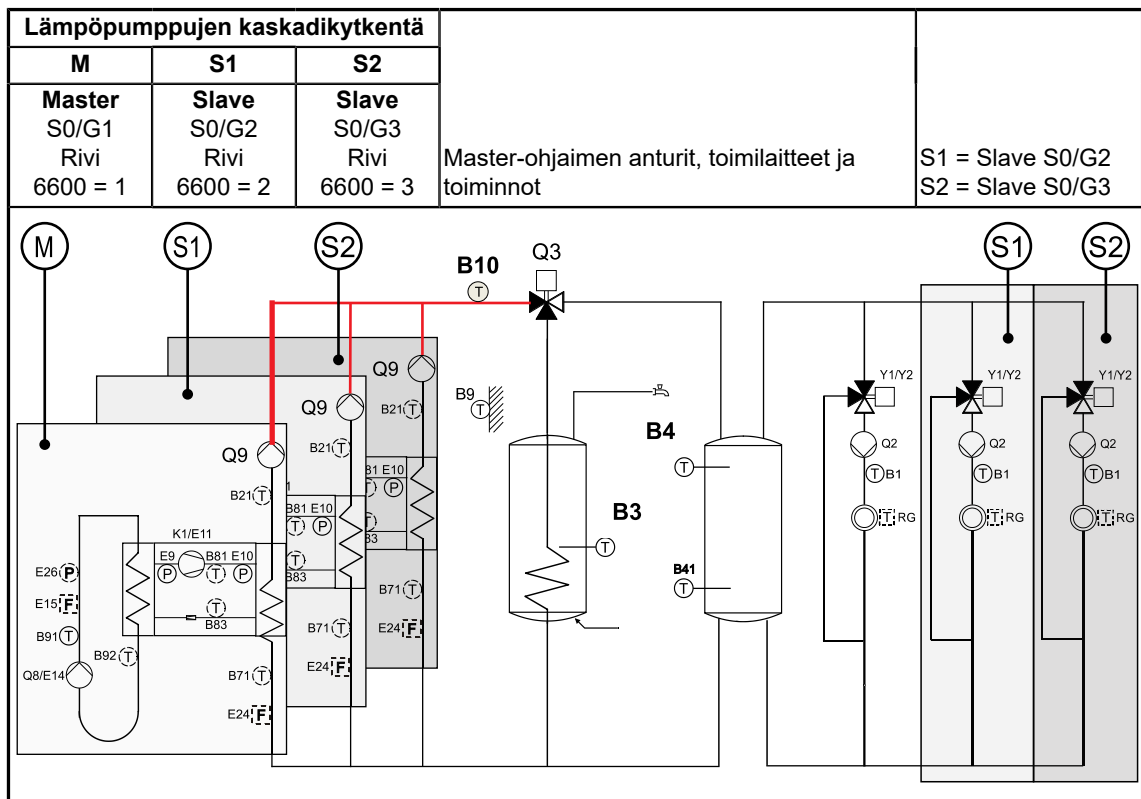 Lämpöpumppujen kaskadikytkentä
M S1 S2
Master Slave Slave
S0/G1 S0/G2 S0/G3
Rivi Rivi Rivi Master-ohjaimen anturit, toimilaitteet ja S1 = Slave S0/G2
6600 = 1 6600 = 2 6600 = 3 toiminnot S2 = Slave S0/G3
M S1 S2 B10 Q3 S1 S2
T
Q9 B9 T Y1/Y2 Y1/Y2 Y1/Y2
Q9 B21 T B4
Q9 B21 T Q2 Q2 Q2
B21 T 81 E10 T T B1 T B1 T B1
T P
B81 E10 B3 T RG T RG T RG
T P T
K1/E11 83 T
E9 B81 E10 T
E26 P P T P B83 B71 T B41 T
E15 F T B83
B91 T B71 T E24 F
B92 T
Q8/E14 B71 T E24 F
E24 F